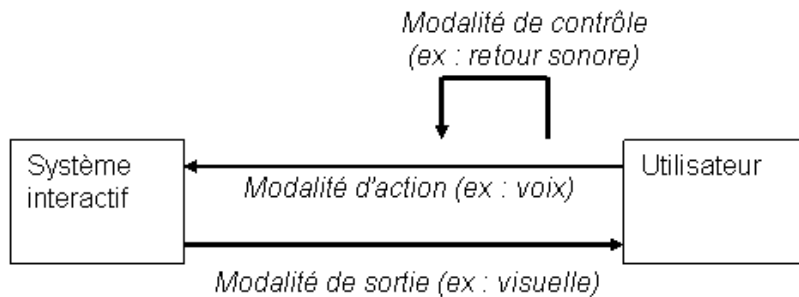 Modalité de contrôle
(ex : retour sonore)
Système
interactif
Utilisateur
Modalité d'action (ex : voix)
Modalité de sortie (ex : visuelle)